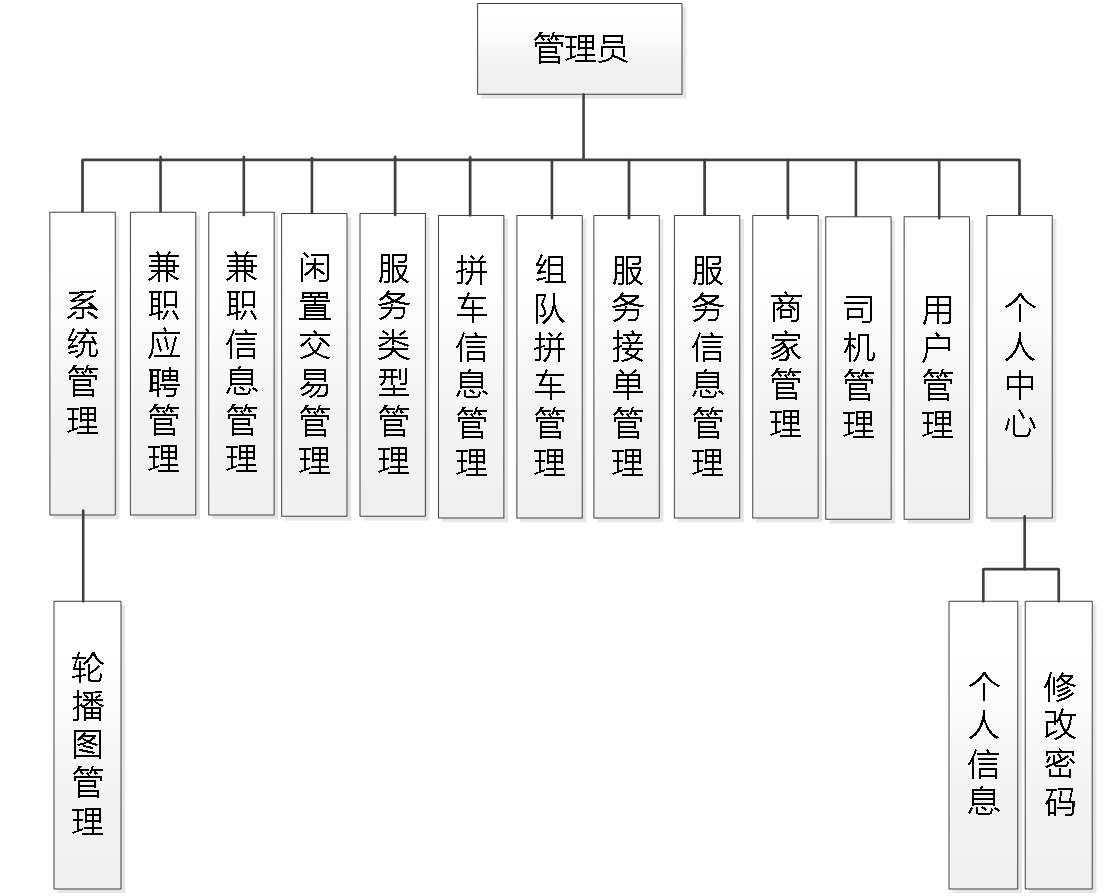 管理员
系统管理
兼职应聘管理
兼职信息管理
闲置交易管理
服务类型管理
拼车信息管理
组队拼车管理
服务接单管理
服务信息管理
商家管理
司机管理
用户管理
个人中心
轮播图管理
个人信息
修改密码